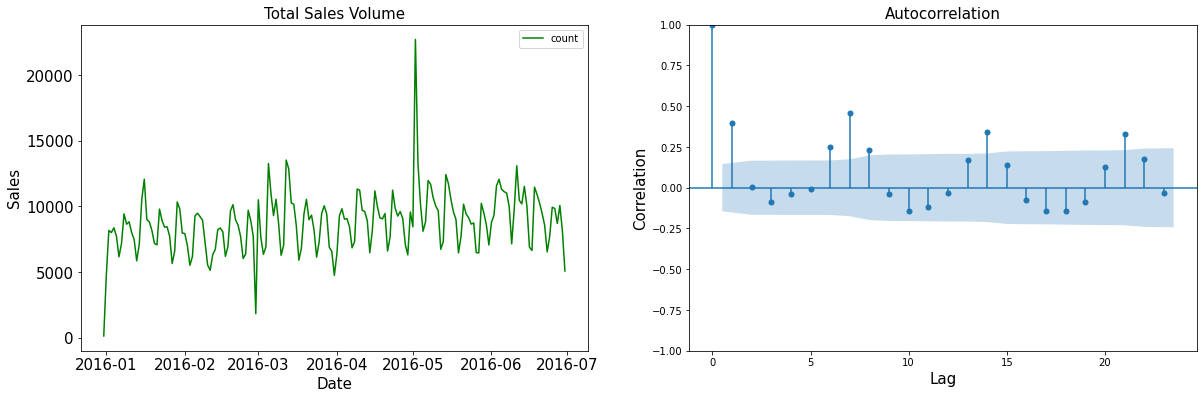 Total Sales Volume
count
Sales
20000
15000
10000
5000
0
2016-01 2016-02 2016-03 2016-04 2016-05 2016-06 2016-07
Date
Autocorrelation
Correlation
1.00
0.75
0.50
0.25
0.00
−0.25
−0.50
−0.75
−1.00
0 5 10 15 20
Lag